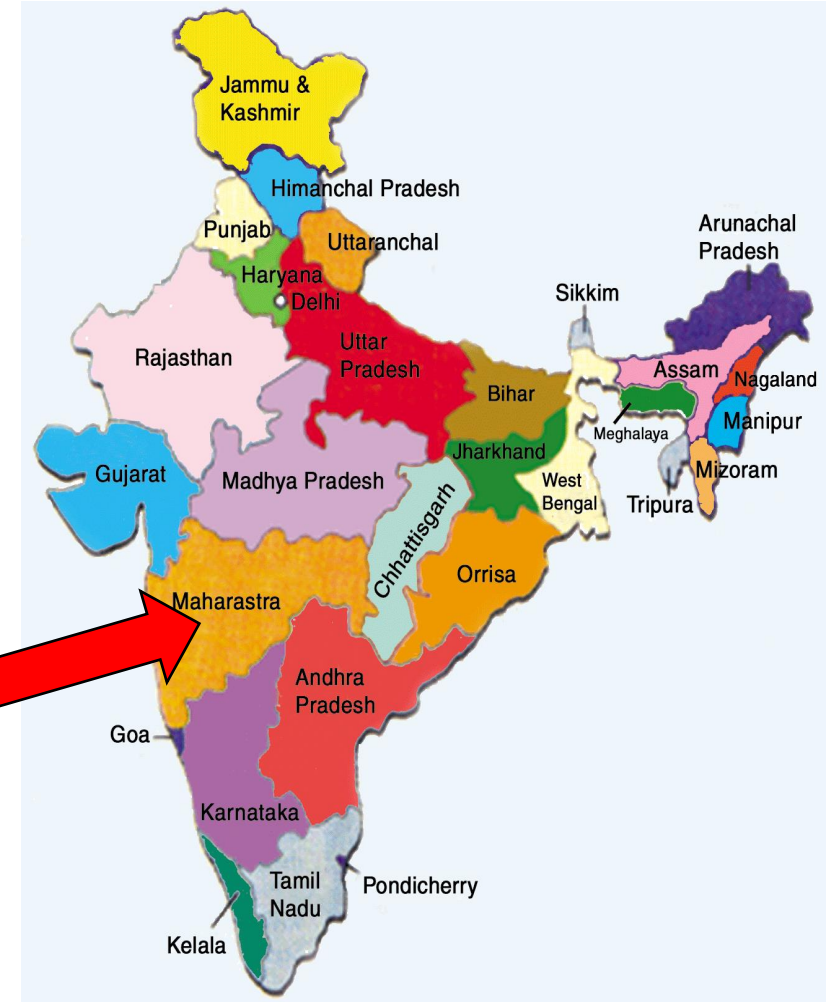 Jammu &
Kashmir
Himanchal Pradesh
Punjab
Uttaranchal
Arunachal
Pradesh
Haryana
Delhi
Sikkim
Uttar
Pradesh
Rajasthan
Assam
Nagaland
Bihar
Meghalaya
Manipur
Jharkhand
Gujarat
Madhya Pradesh
West
Bengal
Mizoram
Tripura
Chhattisgarh
Orrisa
Maharastra
Andhra
Pradesh
Goa
Karnataka
Tamil
Nadu
Pondicherry
Kelala